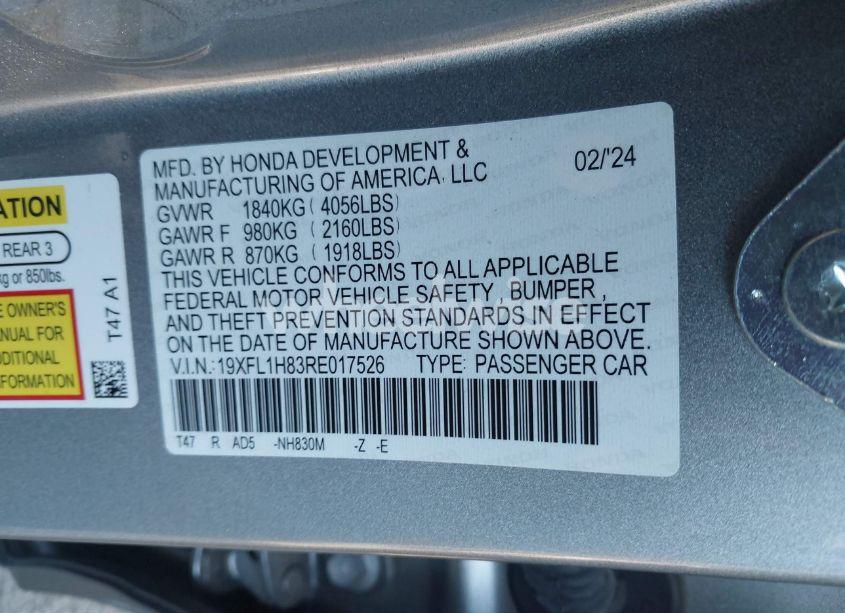 ATION
REAR 3
kg or 850lbs.
E OWNER'S
ANUAL FOR
DDITIONAL
FORMATION
T47 A1
MFD. BY HONDA DEVELOPMENT &
MANUFACTURING OF AMERICA, LLC
02/'24
GVWR 1840KG (4056LBS)
GAWR F 980KG (2160LBS)
GAWR R 870KG (1918LBS)
THIS VEHICLE CONFORMS TO ALL APPLICABLE
FEDERAL MOTOR VEHICLE SAFETY, BUMPER,
AND THEFT PREVENTION STANDARDS IN EFFECT
ON THE DATE OF MANUFACTURE SHOWN ABOVE.
V.I.N.:19XFL1H83RE017526 TYPE: PASSENGER CAR
T47 R AD5 -NH830M -Z -E